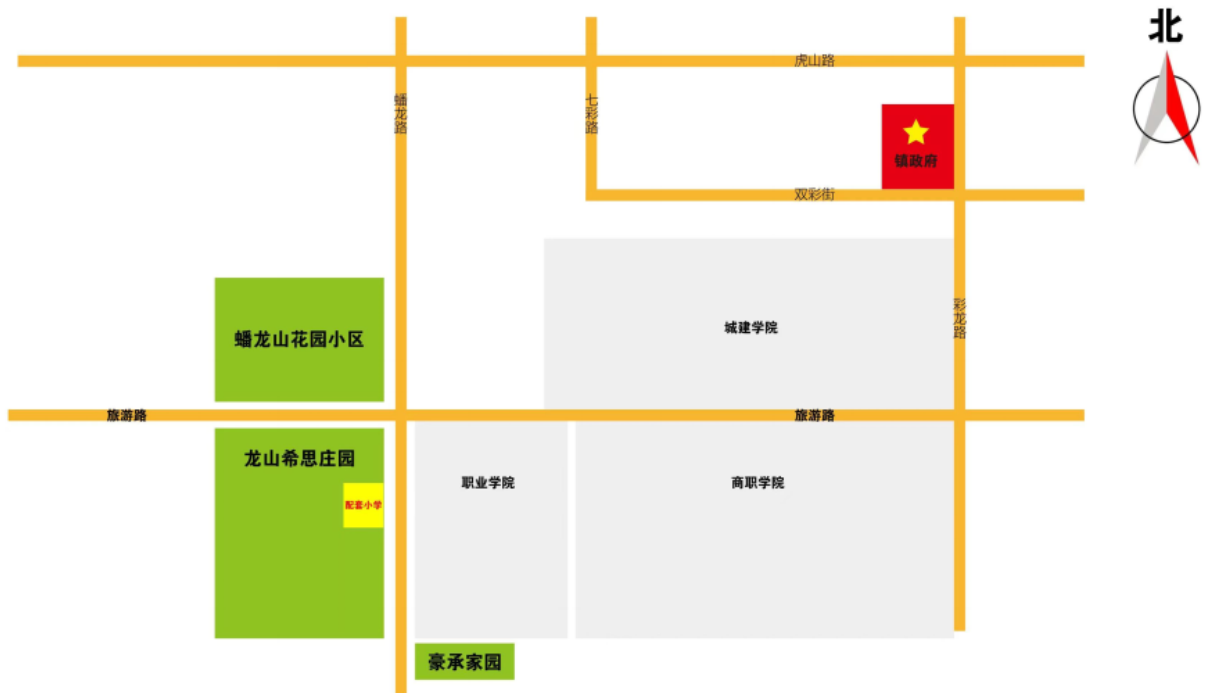 北
虎山路
蟠龙路
七彩路
镇政府
双彩街
彩龙路
城建学院
蟠龙山花园小区
旅游路
旅游路
龙山希思庄园
配套小学
职业学院
商职学院
豪承家园